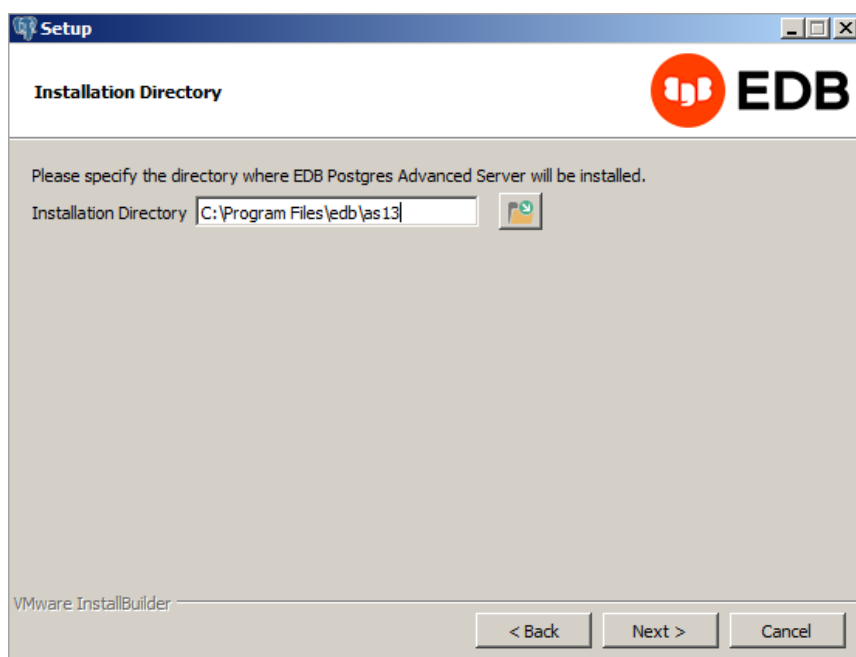 Setup
Installation Directory
EDB
Please specify the directory where EDB Postgres Advanced Server will be installed.
Installation Directory C:\Program Files\edb\as13
VMware InstallBuilder
< Back Next > Cancel